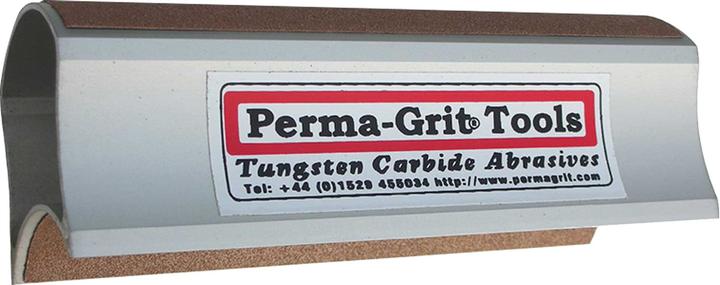 Perma-Grit® Tools
Tungsten Carbide Abrasives
Tel: +44 (0)1529 455034 http://www.permagrit.com